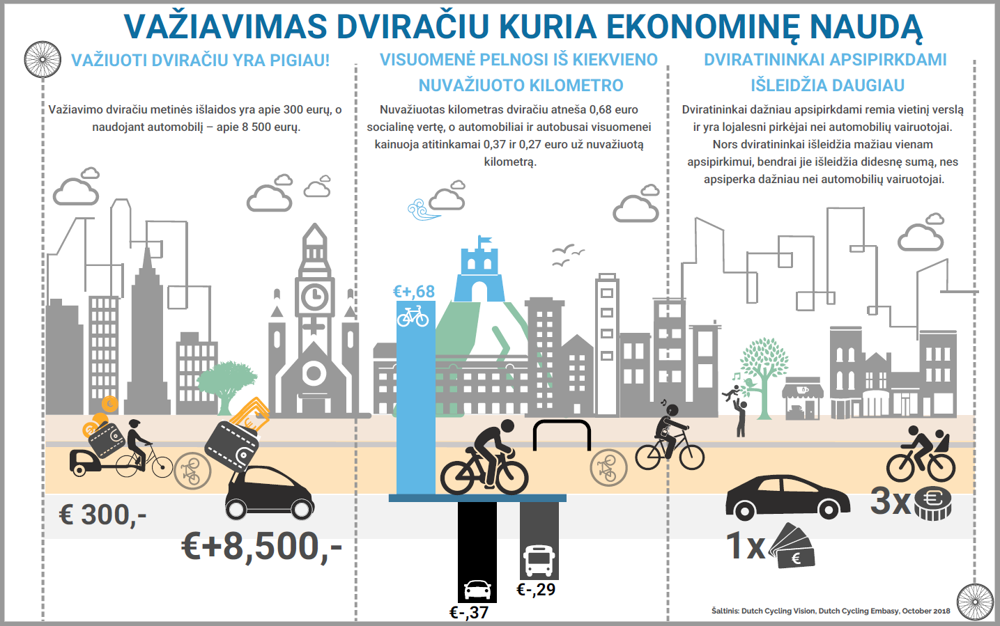 VAŽIAVIMAS DVIRAČIU KURIA EKONOMINĘ NAUDĄ
VAŽIUOTI DVIRAČIU YRA PIGIAU!
Važiavimo dviračiu metinės išlaidos yra apie 300 eurų, o
naudojant automobilį – apie 8 500 eurų.
€ 300,-
€+8,500,-
VISUOMENĖ PELNOSI IŠ KIEKVIENO
NUVAŽIUOTO KILOMETRO
Nuvažiuotas kilometras dviračiu atneša 0,68 euro
socialinę vertę, o automobiliai ir autobusai visuomenei
kainuoja atitinkamai 0,37 ir 0,27 euro už nuvažiuotą
kilometrą.
€+,68
€-,29
€-,37
DVIRATININKAI APSIPIRKDAMI
IŠLEIDŽIA DAUGIAU
Dviratininkai dažniau apsipirkdami remia vietinį verslą
ir yra lojalesni pirkėjai nei automobilių vairuotojai.
Nors dviratininkai išleidžia mažiau vienam
apsipirkimui, bendrai jie išleidžia didesnę sumą, nes
apsiperka dažniau nei automobilių vairuotojai.
3x
€
1x
€
Šaltinis: Dutch Cycling Vision, Dutch Cycling Embasy, October 2018